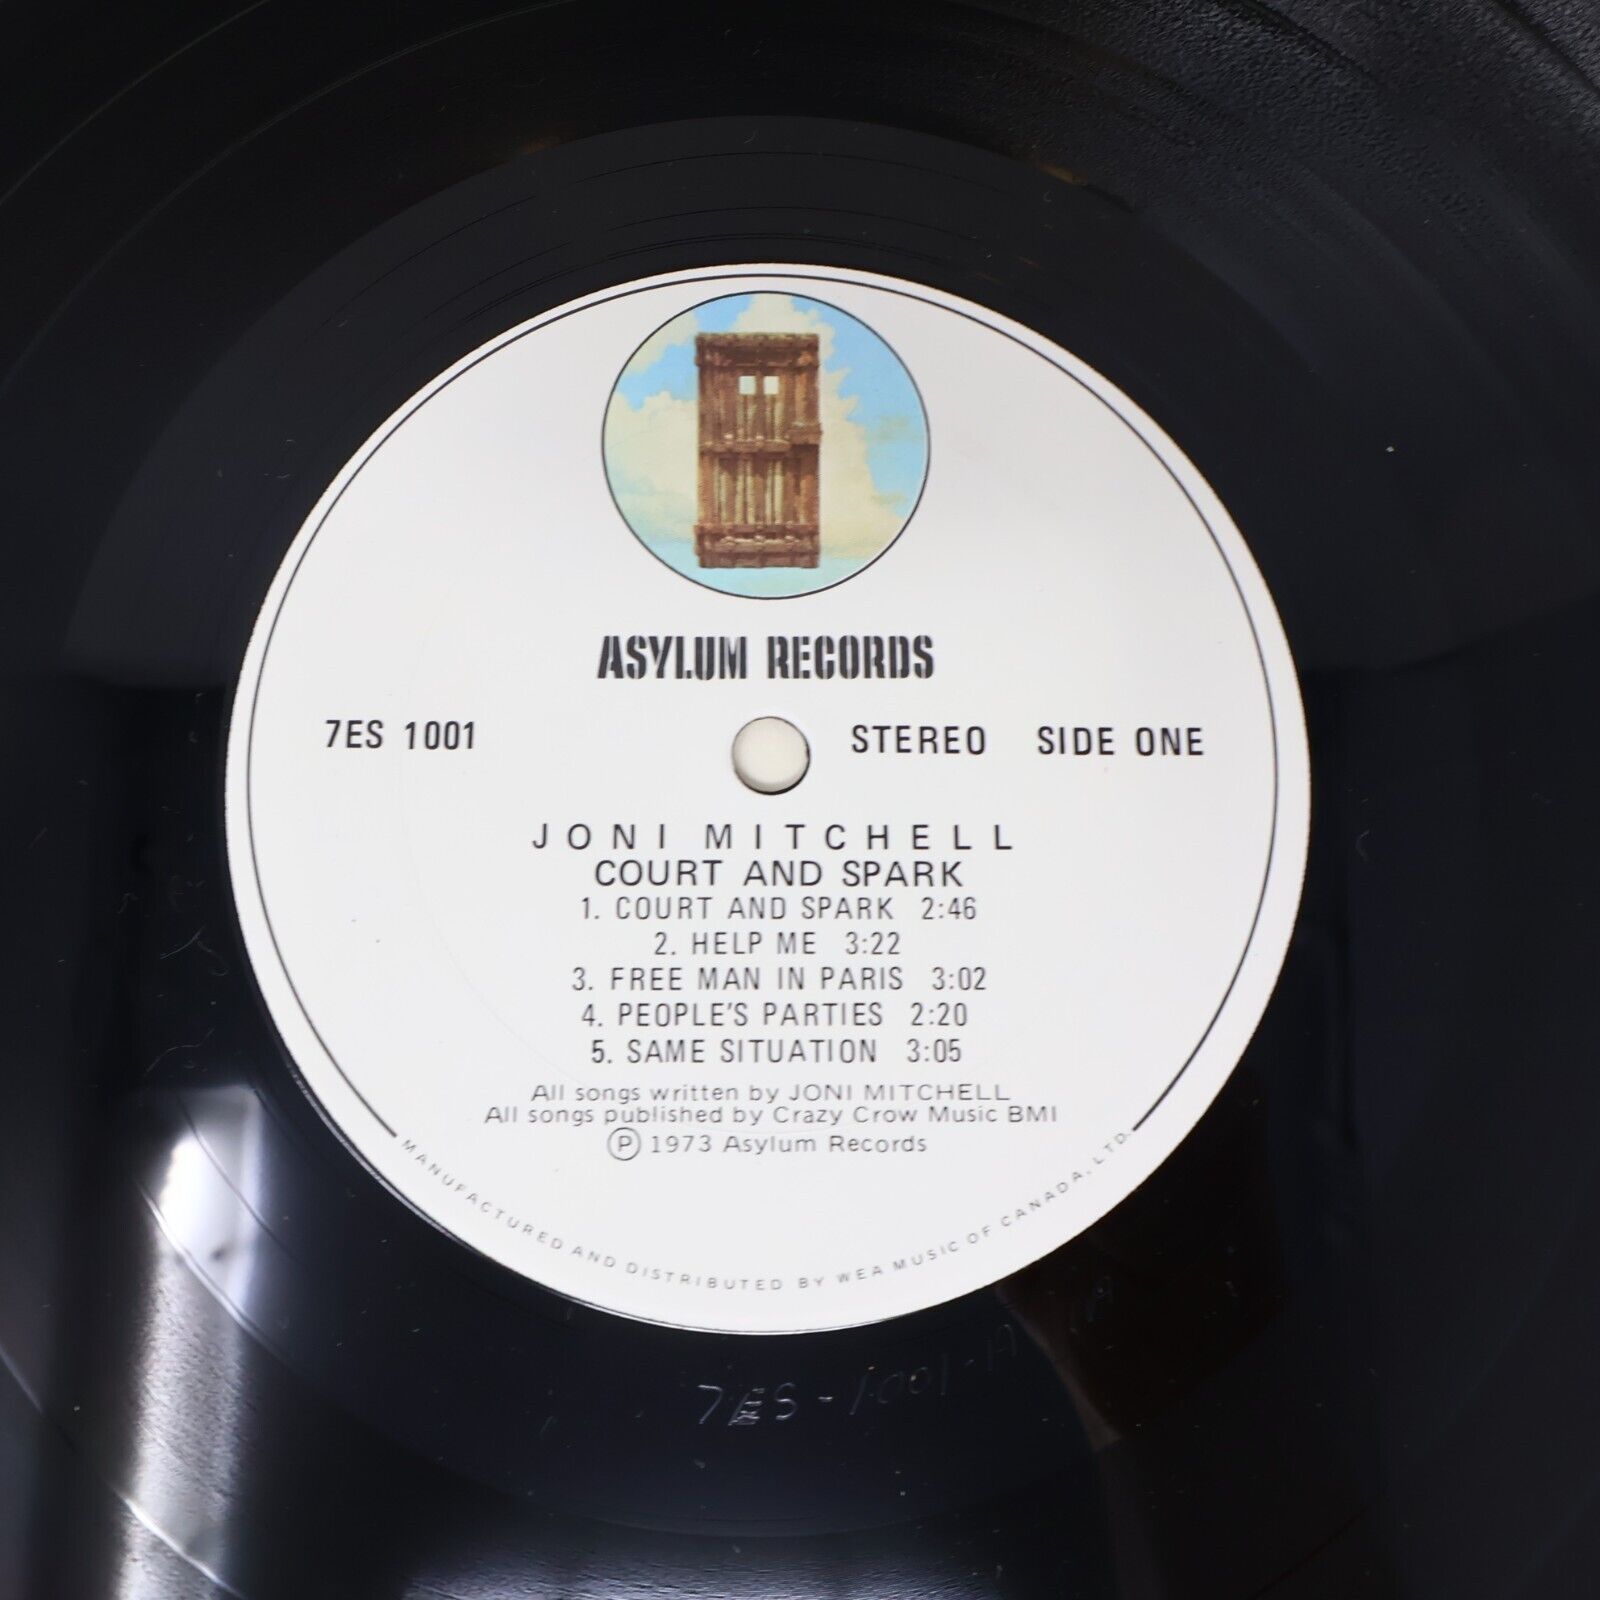 ASYLUM RECORDS
7ES 1001 STEREO SIDE ONE
JONI MITCHELL
COURT AND SPARK
1. COURT AND SPARK 2:46
2. HELP ME 3:22
3. FREE MAN IN PARIS 3:02
4. PEOPLE'S PARTIES 2:20
5. SAME SITUATION 3:05
All songs written by JONI MITCHELL
All songs published by Crazy Crow Music BMI
Ⓟ 1973 Asylum Records
MANUFACTURED AND DISTRIBUTED BY WEA MUSIC OF CANADA, LTD.
7ES-1001-A